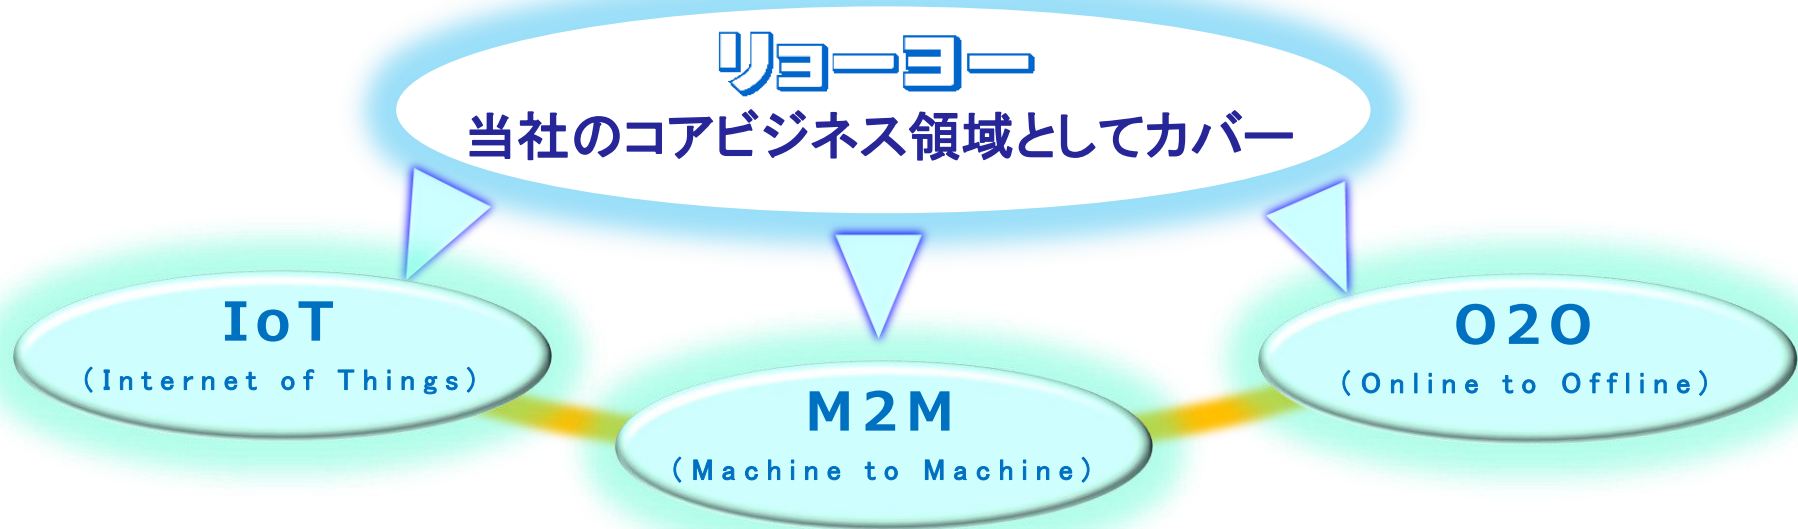 リョーヨー
当社のコアビジネス領域としてカバー
IoT
(Internet of Things)
M2M
(Machine to Machine)
O2O
(Online to Offline)